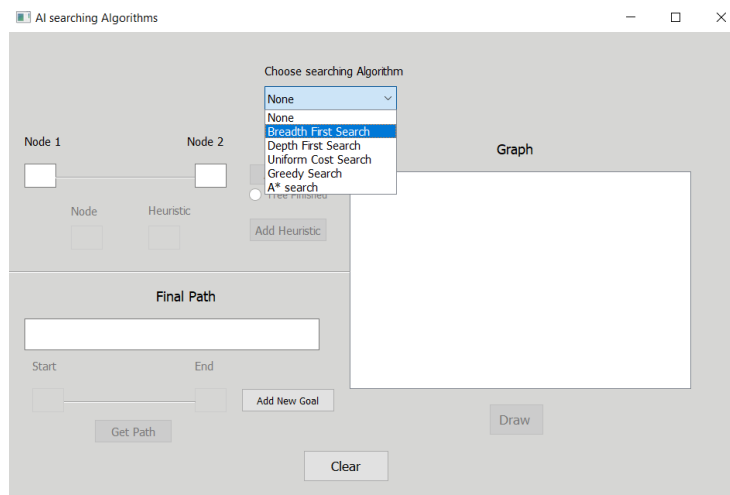 AI searching Algorithms
Choose searching Algorithm
None
None
Breadth First Search
Depth First Search
Uniform Cost Search
Greedy Search
A* search
Node 1
Node 2
Graph
Tree Finished
Node
Heuristic
Add Heuristic
Final Path
Start
End
Add New Goal
Get Path
Draw
Clear